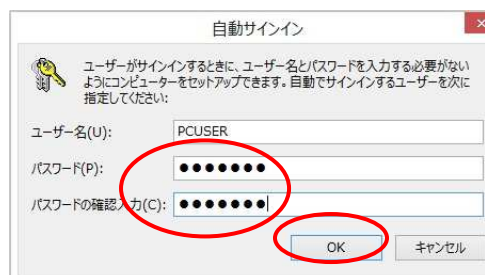 自動サインイン
ユーザーがサインインするときに、ユーザー名とパスワードを入力する必要がない
ようにコンピューターをセットアップできます。自動でサインインするユーザーを次に
指定してください:
ユーザー名(U): PCUSER
パスワード(P): ●●●●●●●
パスワードの確認入力(C): ●●●●●●●
OK キャンセル